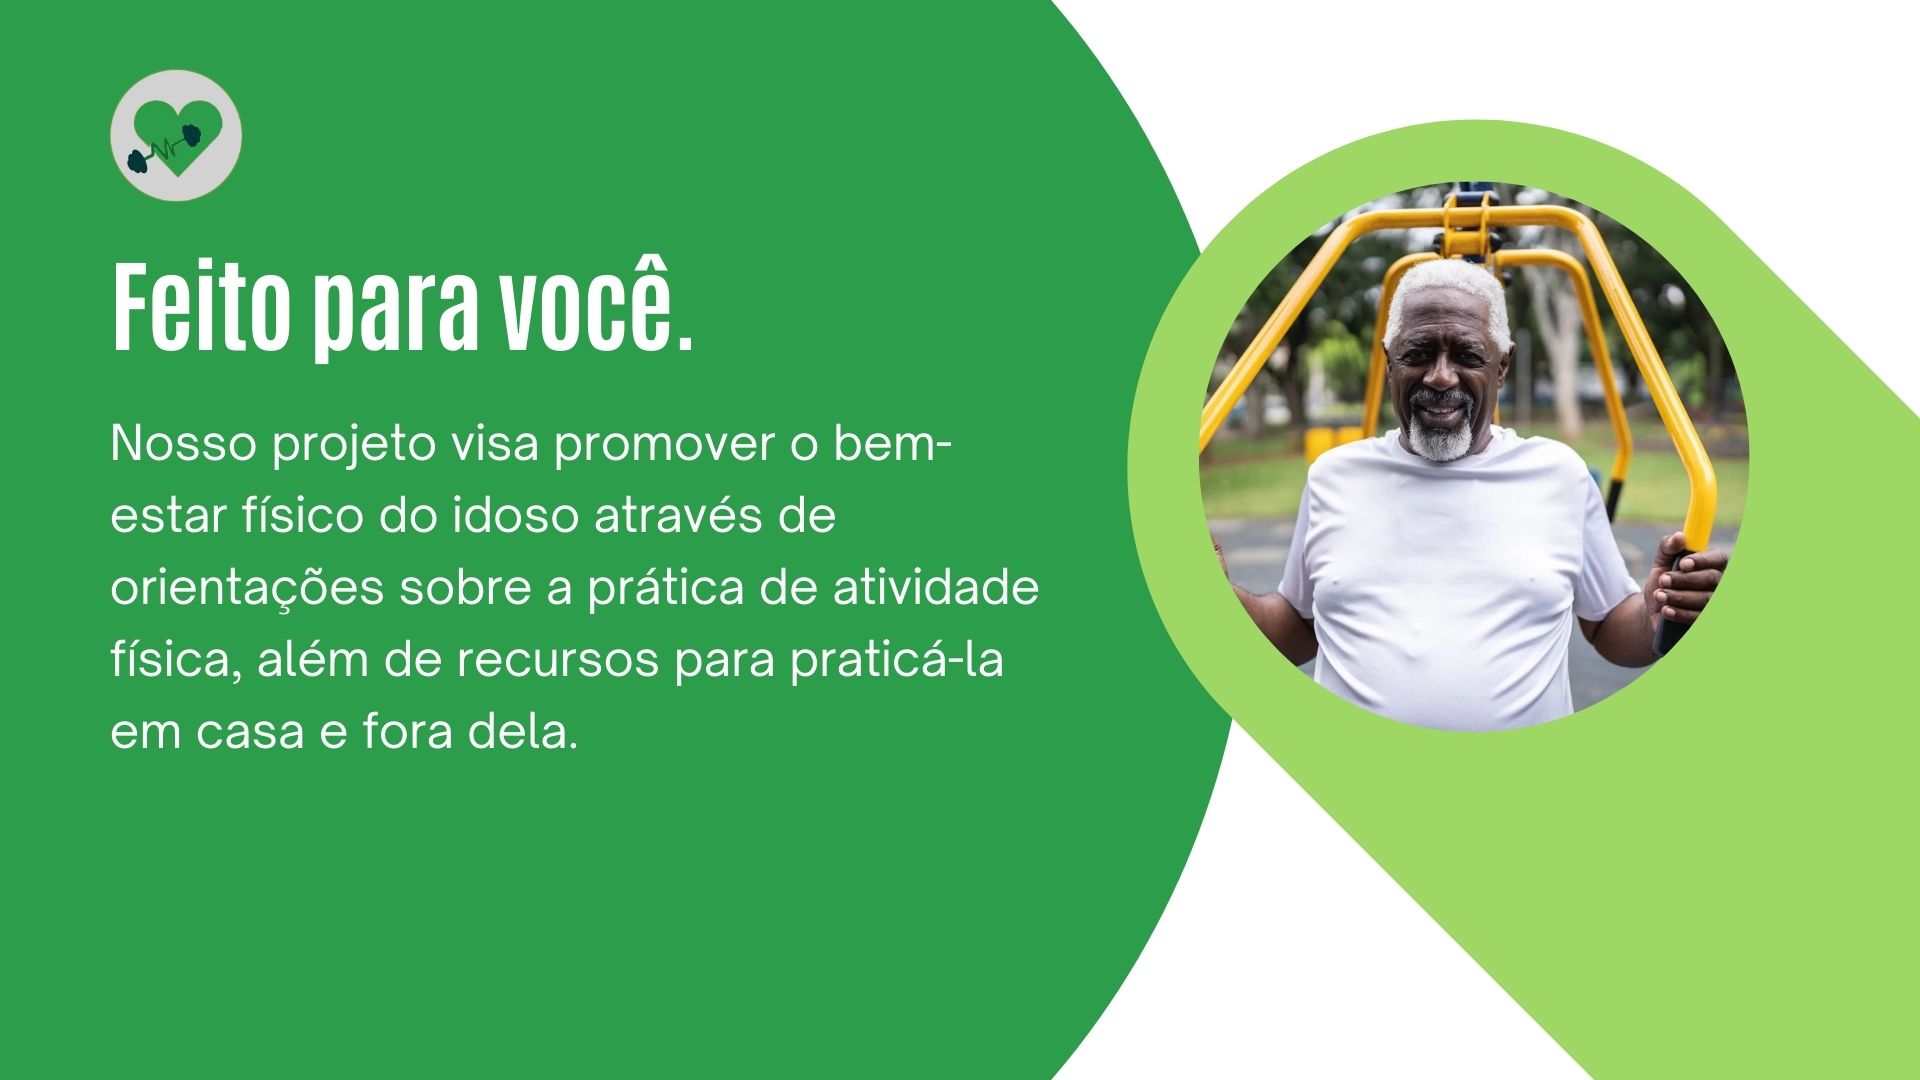 Feito para você.
Nosso projeto visa promover o bem-
estar físico do idoso através de
orientações sobre a prática de atividade
física, além de recursos para praticá-la
em casa e fora dela.